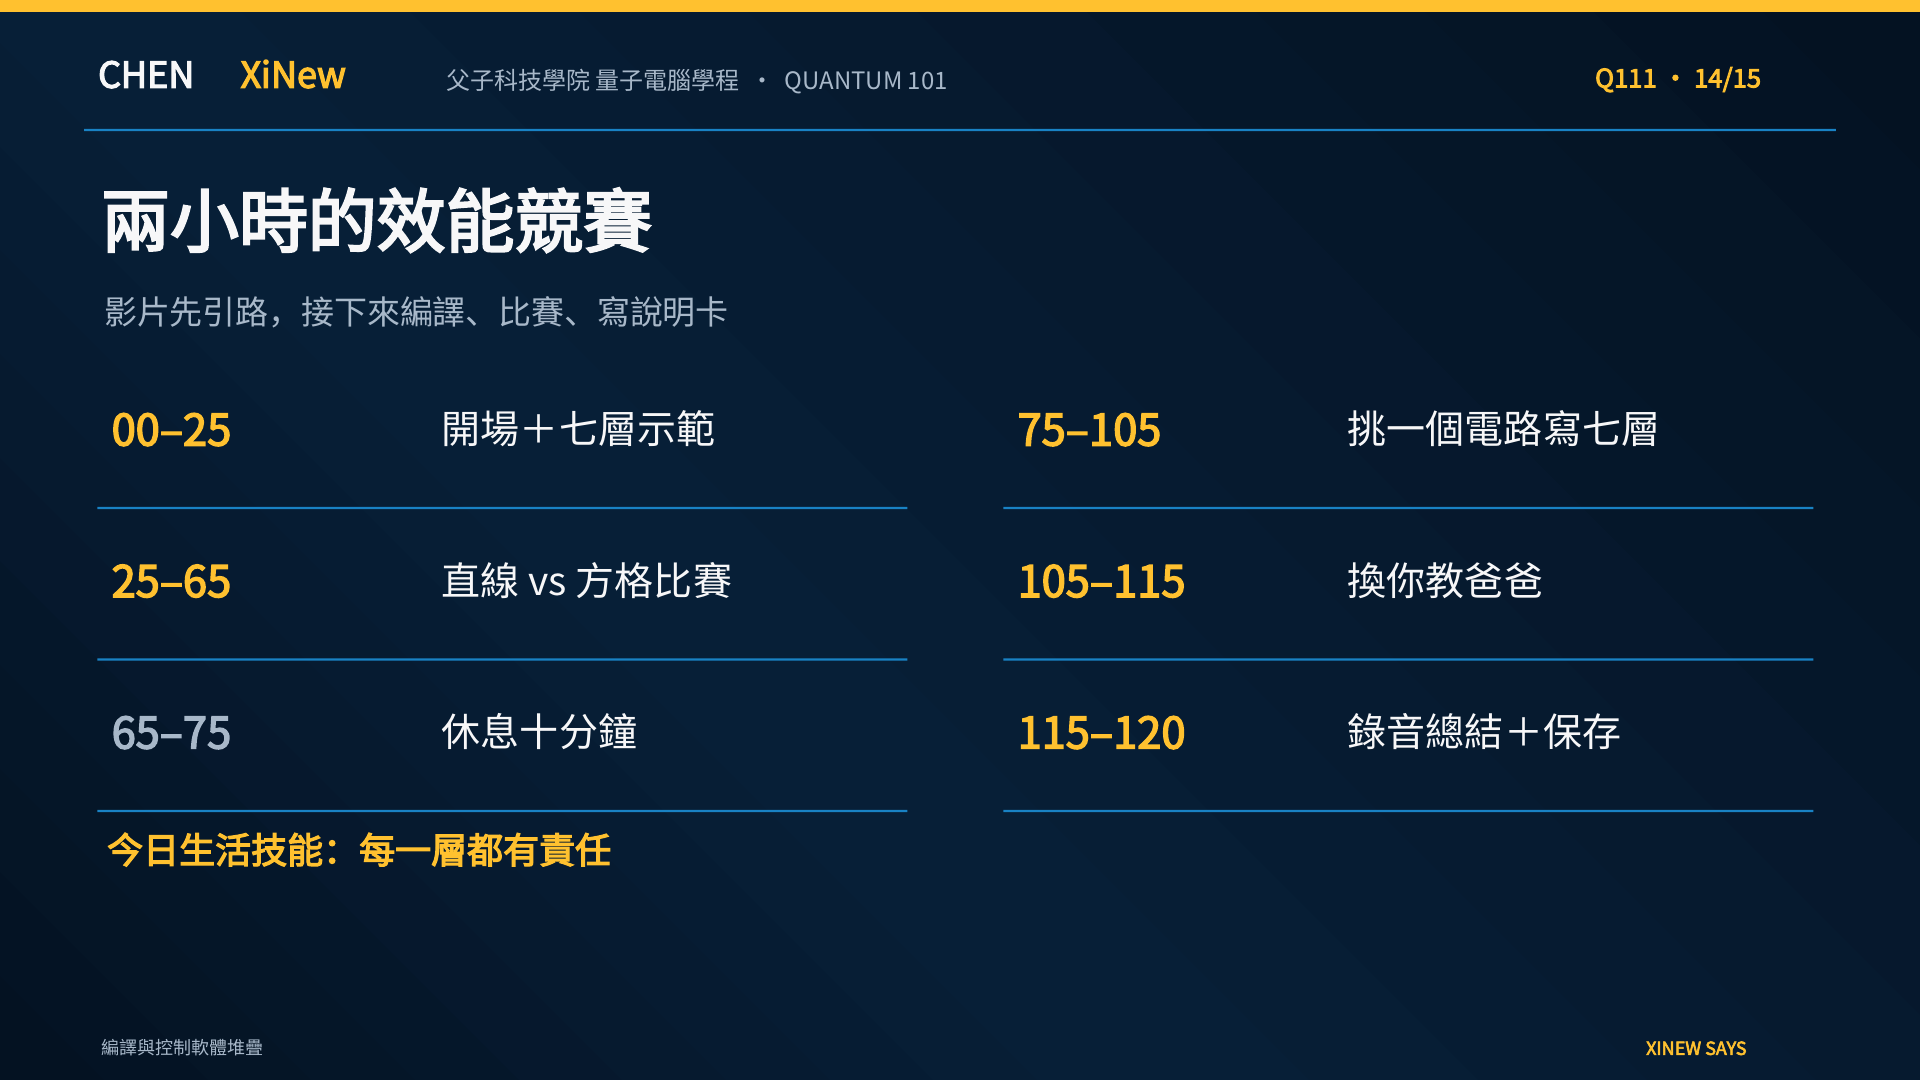 CHEN XiNew 父子科技學院 量子電腦學程 · QUANTUM 101 Q111 · 14/15
兩小時的效能競賽
影片先引路，接下來編譯、比賽、寫說明卡
00–25 開場＋七層示範
25–65 直線 vs 方格比賽
65–75 休息十分鐘
75–105 挑一個電路寫七層
105–115 換你教爸爸
115–120 錄音總結＋保存
今日生活技能：每一層都有責任
編譯與控制軟體堆疊 XINEW SAYS